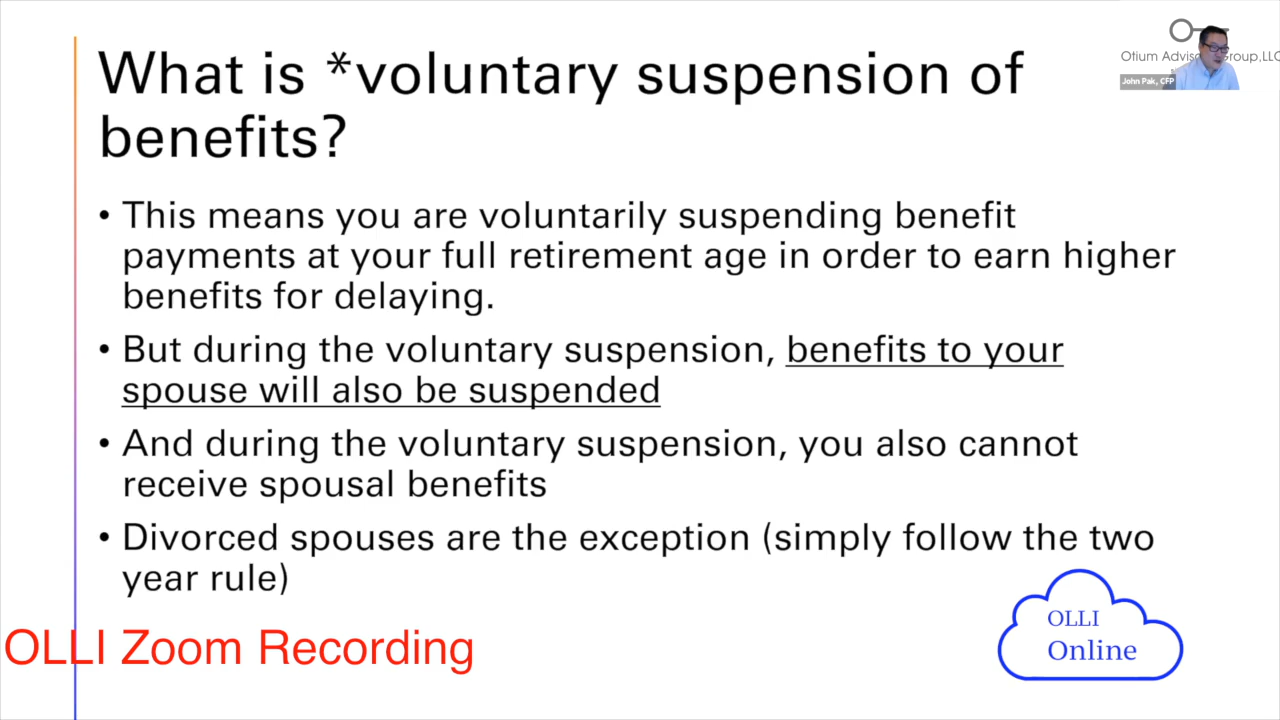 What is *voluntary suspension of
benefits?
Otium Advisory Group,LLC
John Pak, CFP
• This means you are voluntarily suspending benefit
payments at your full retirement age in order to earn higher
benefits for delaying.
• But during the voluntary suspension, benefits to your
spouse will also be suspended
• And during the voluntary suspension, you also cannot
receive spousal benefits
• Divorced spouses are the exception (simply follow the two
year rule)
OLLI
Online
OLLI Zoom Recording